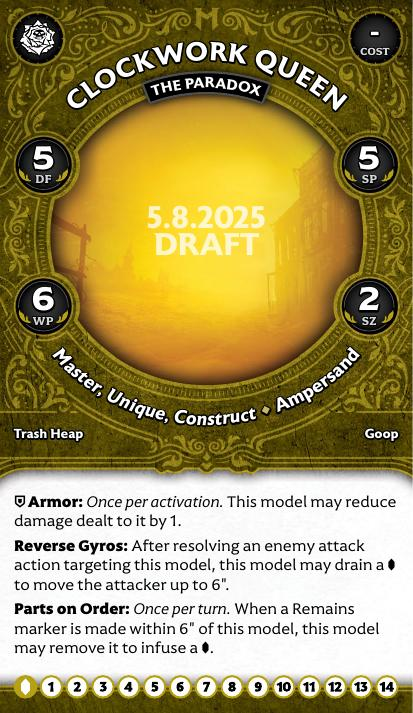 -
COST
CLOCKWORK QUEEN
THE PARADOX
5
DF
5
SP
5.8.2025
DRAFT
6
WP
2
SZ
Master, Unique, Construct ♦ Ampersand
Trash Heap
Goop
Armor: Once per activation. This model may reduce
damage dealt to it by 1.
Reverse Gyros: After resolving an enemy attack
action targeting this model, this model may drain a
to move the attacker up to 6".
Parts on Order: Once per turn. When a Remains
marker is made within 6" of this model, this model
may remove it to infuse a .
1 2 3 4 5 6 7 8 9 10 11 12 13 14